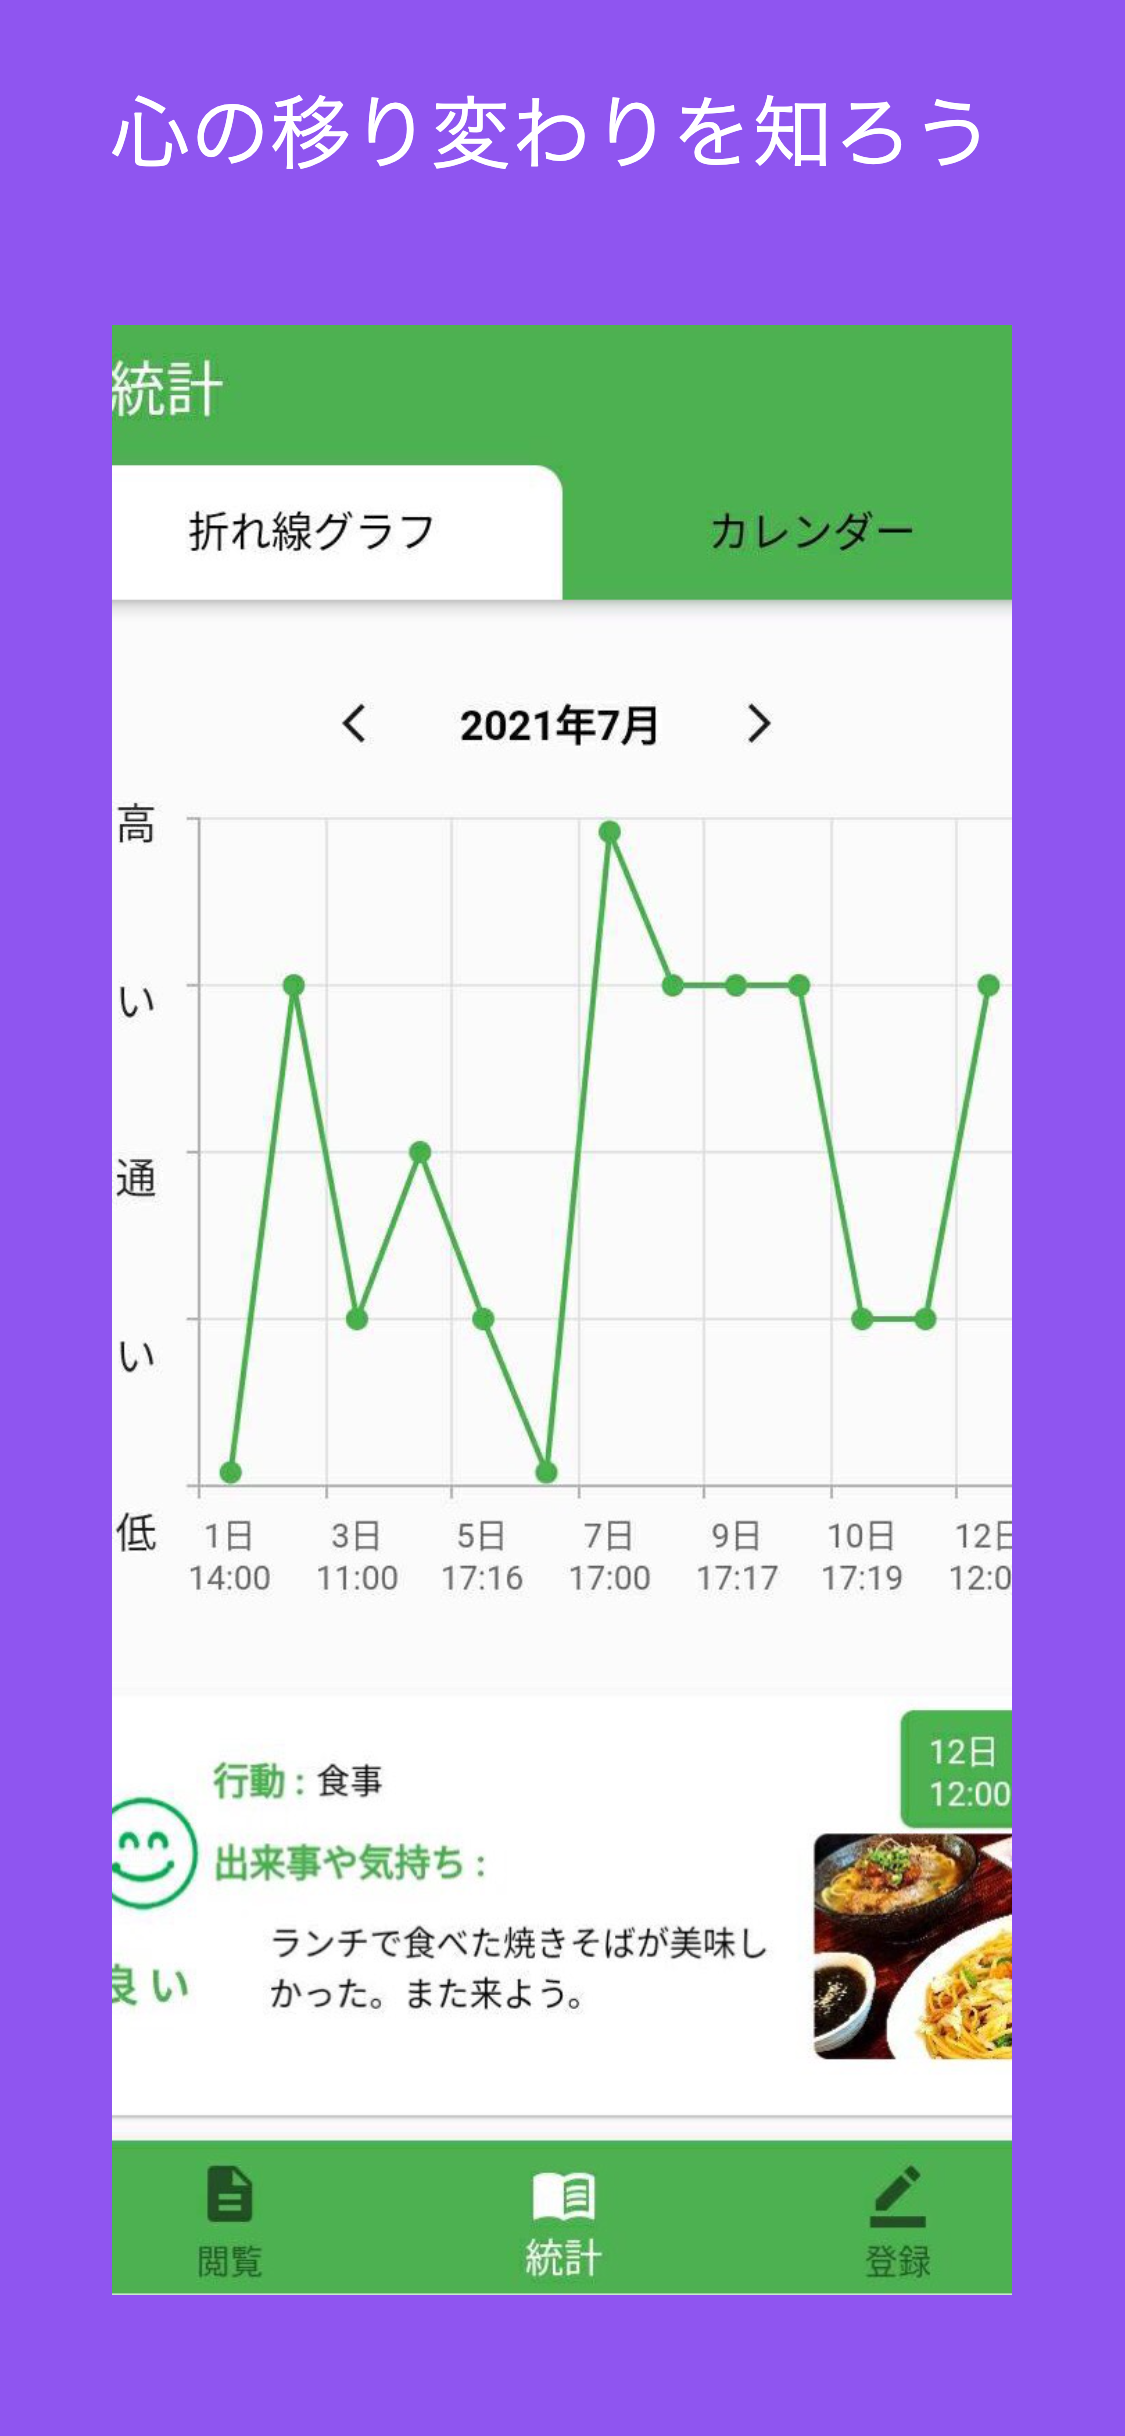 心の移り変わりを知ろう
統計
折れ線グラフ
カレンダー
2021年7月
高
い
通
い
低
1日
14:00
3日
11:00
5日
17:16
7日
17:00
9日
17:17
10日
17:19
12日
12:0
12日
12:00
行動 : 食事
出来事や気持ち :
ランチで食べた焼きそばが美味し
かった。また来よう。
良い
閲覧
統計
登録